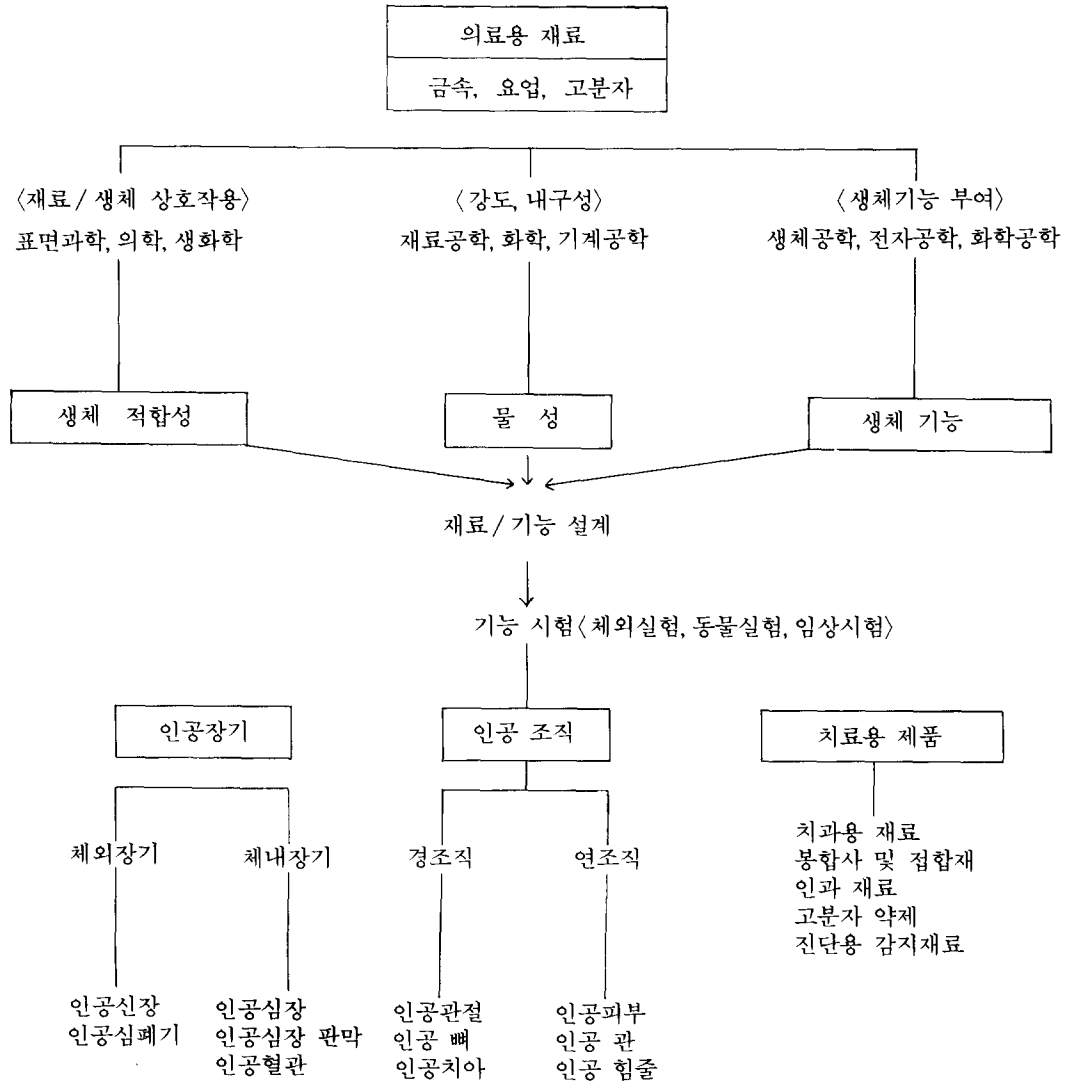 의료용 재료
금속, 요업, 고분자
〈재료/생체 상호작용〉
표면과학, 의학, 생화학
〈강도, 내구성〉
재료공학, 화학, 기계공학
〈생체기능 부여〉
생체공학, 전자공학, 화학공학
생체 적합성
물 성
생체 기능
재료/기능 설계
기능 시험〈체외실험, 동물실험, 임상시험〉
인공장기
인공 조직
치료용 제품
체외장기
체내장기
경조직
연조직
치과용 재료
봉합사 및 접합재
인과 재료
고분자 약제
진단용 감지재료
인공신장
인공심폐기
인공심장
인공심장 판막
인공혈관
인공관절
인공 뼈
인공치아
인공피부
인공 관
인공 힘줄